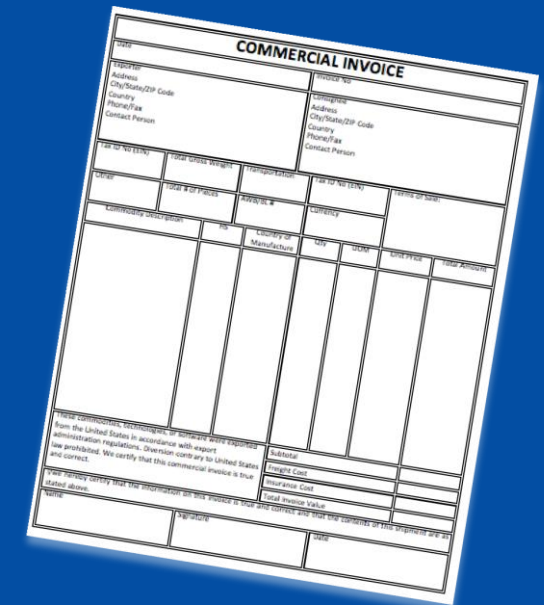 COMMERCIAL INVOICE
Date
Invoice No
Exporter
Address
City/State/ZIP Code
Country
Phone/Fax
Contact Person
Consignee
Address
City/State/ZIP Code
Country
Phone/Fax
Contact Person
Tax ID No (EIN)
Total Gross Weight
Transportation
Tax ID No (EIN)
Terms of Sell:
Other
Total # of Pieces
AWB/BL #
Currency
Commodity Description
HS
Country of
Manufacture
QTY
UOM
Unit Price
Total Amount
These commodities, technologies, or software were exported
from the United States in accordance with export
administration regulations. Diversion contrary to United States
law prohibited. We certify that this commercial invoice is true
and correct.
Subtotal
Freight Cost
Insurance Cost
Total Invoice Value
I/we hereby certify that the information on this invoice is true and correct and that the contents of this shipment are as
stated above.
Name
Signature
Date